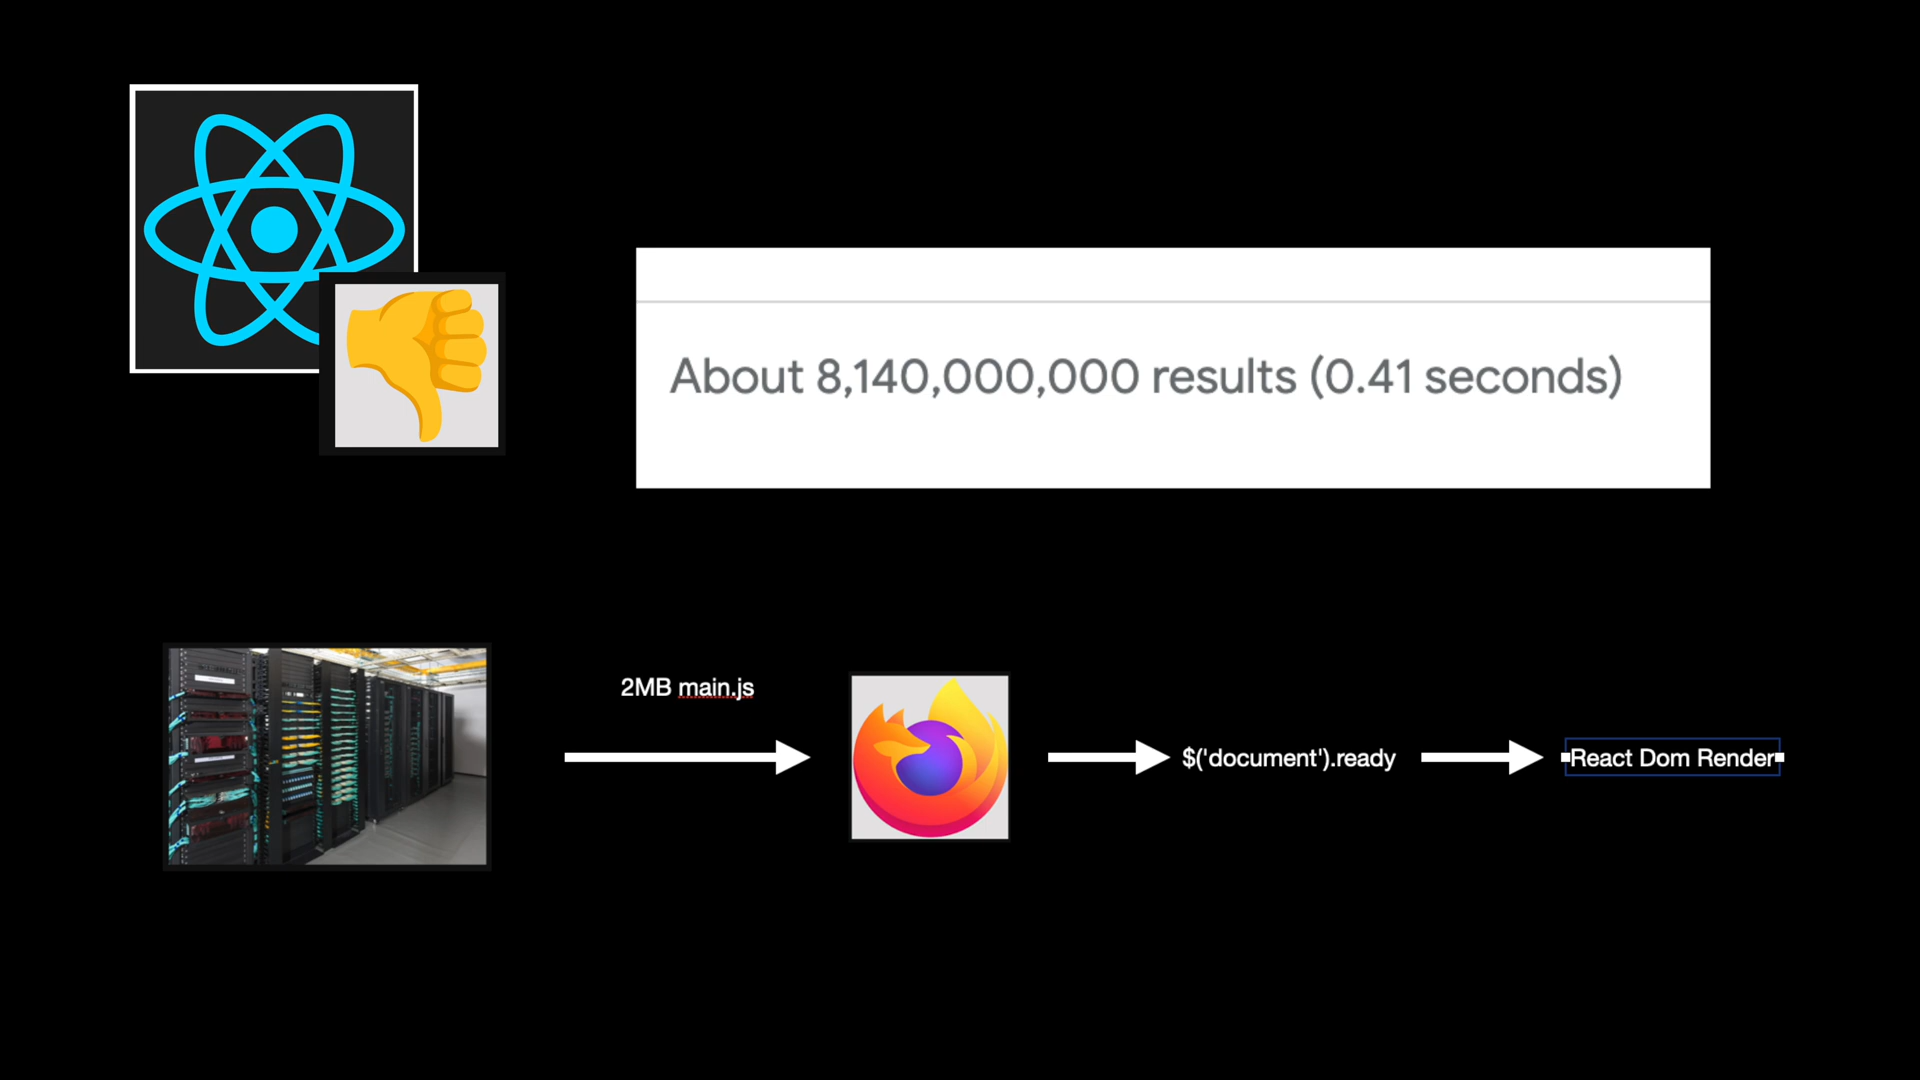 About 8,140,000,000 results (0.41 seconds)
2MB main.js
$('document').ready
React Dom Render